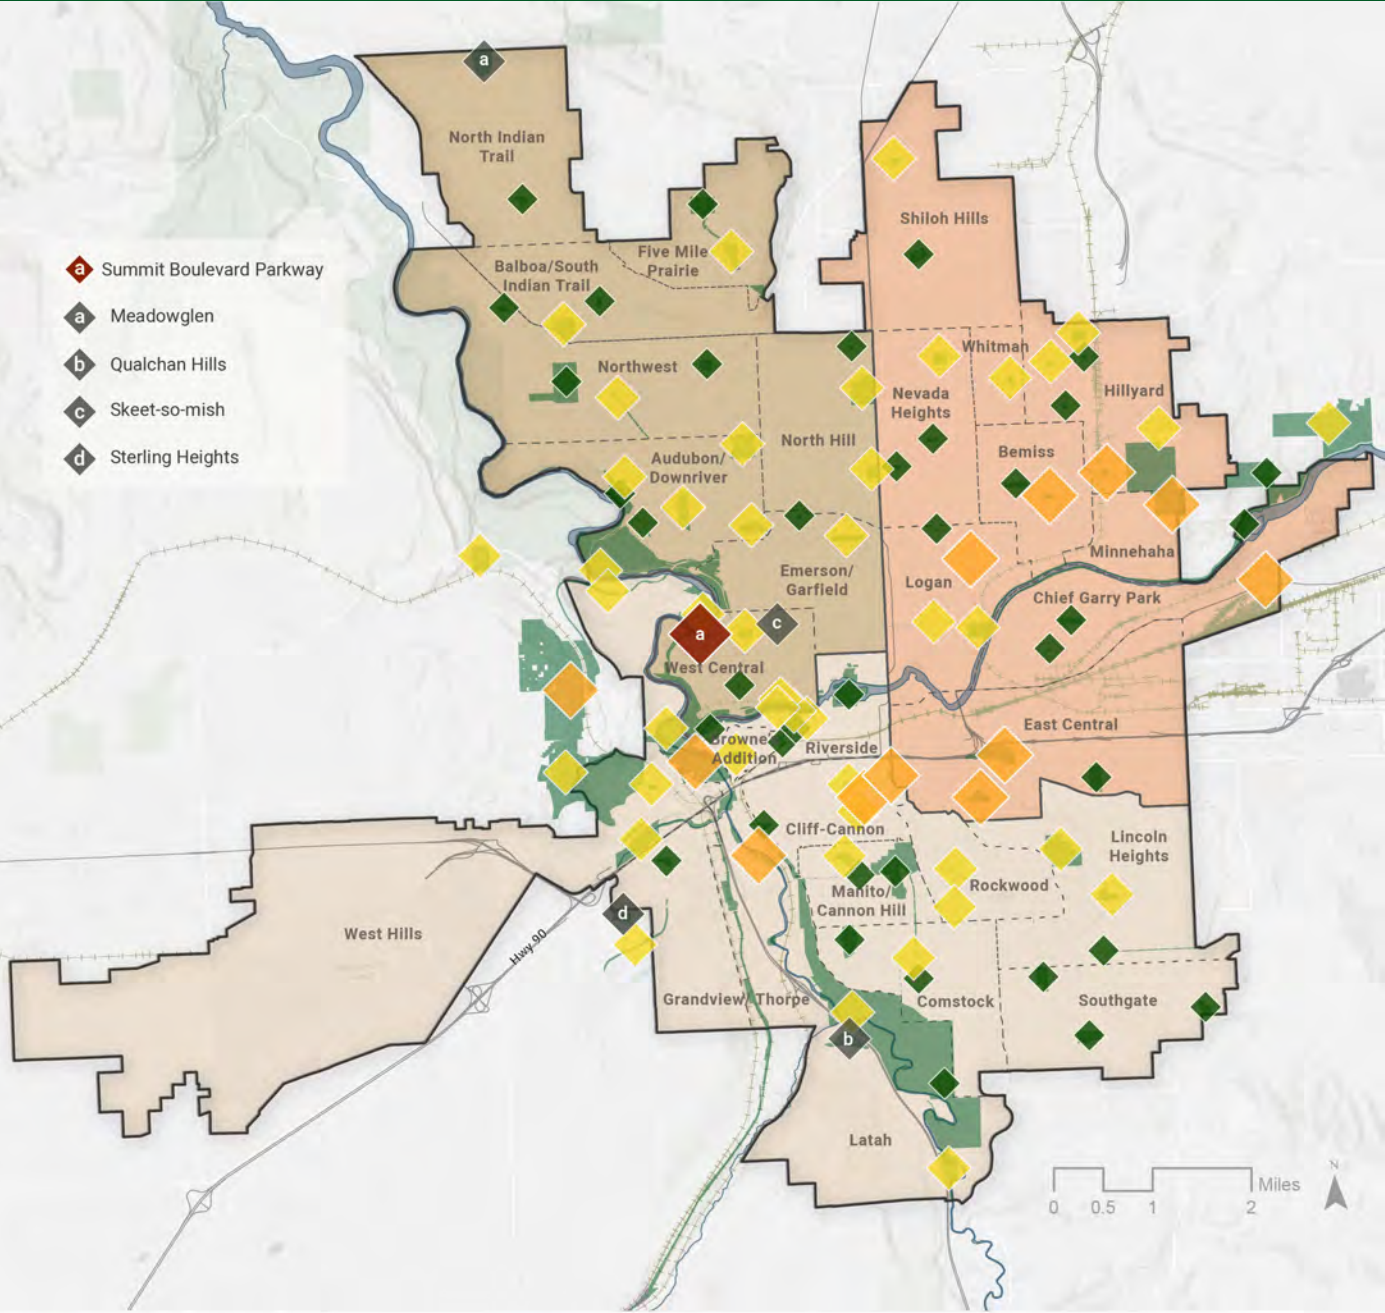 a
North Indian
Trail
Shiloh Hills
Five Mile
Prairie
Balboa/South
Indian Trail
a Summit Boulevard Parkway
a Meadowglen
b Qualchan Hills
c Skeet-so-mish
d Sterling Heights
Northwest
Whitman
Nevada
Heights
Hillyard
North Hill
Audubon/
Downriver
Bemiss
Minnehaha
Emerson/
Garfield
Logan
Chief Garry Park
a
c
West Central
East Central
Browne's
Addition
Riverside
Cliff-Cannon
Lincoln
Heights
Rockwood
Manito/
Cannon Hill
d
West Hills
Hwy 90
Grandview/ Thorpe
Comstock
Southgate
b
Latah
N
Miles
0 0.5 1 2